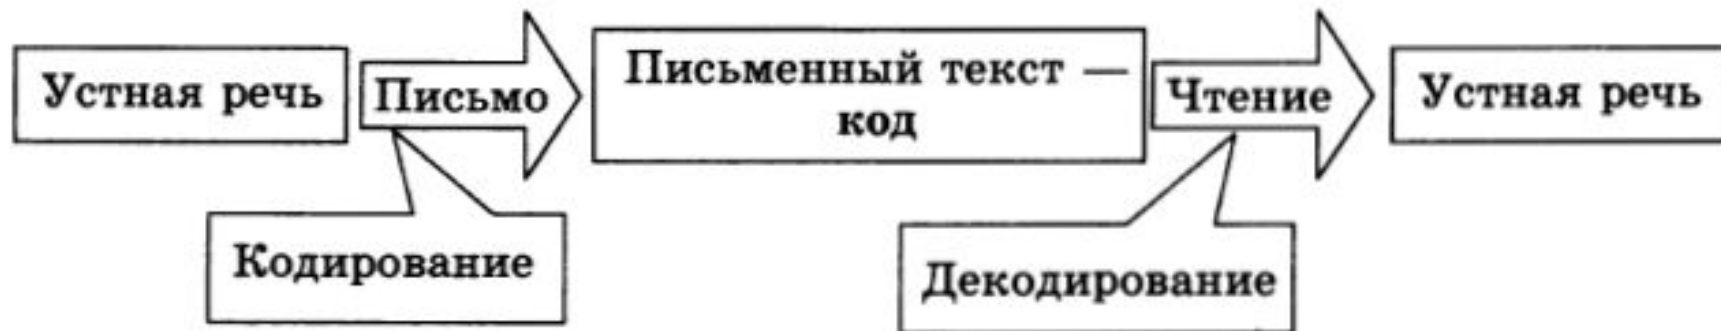 Устная речь
Письмо
Письменный текст —
код
Чтение
Устная речь
Кодирование
Декодирование